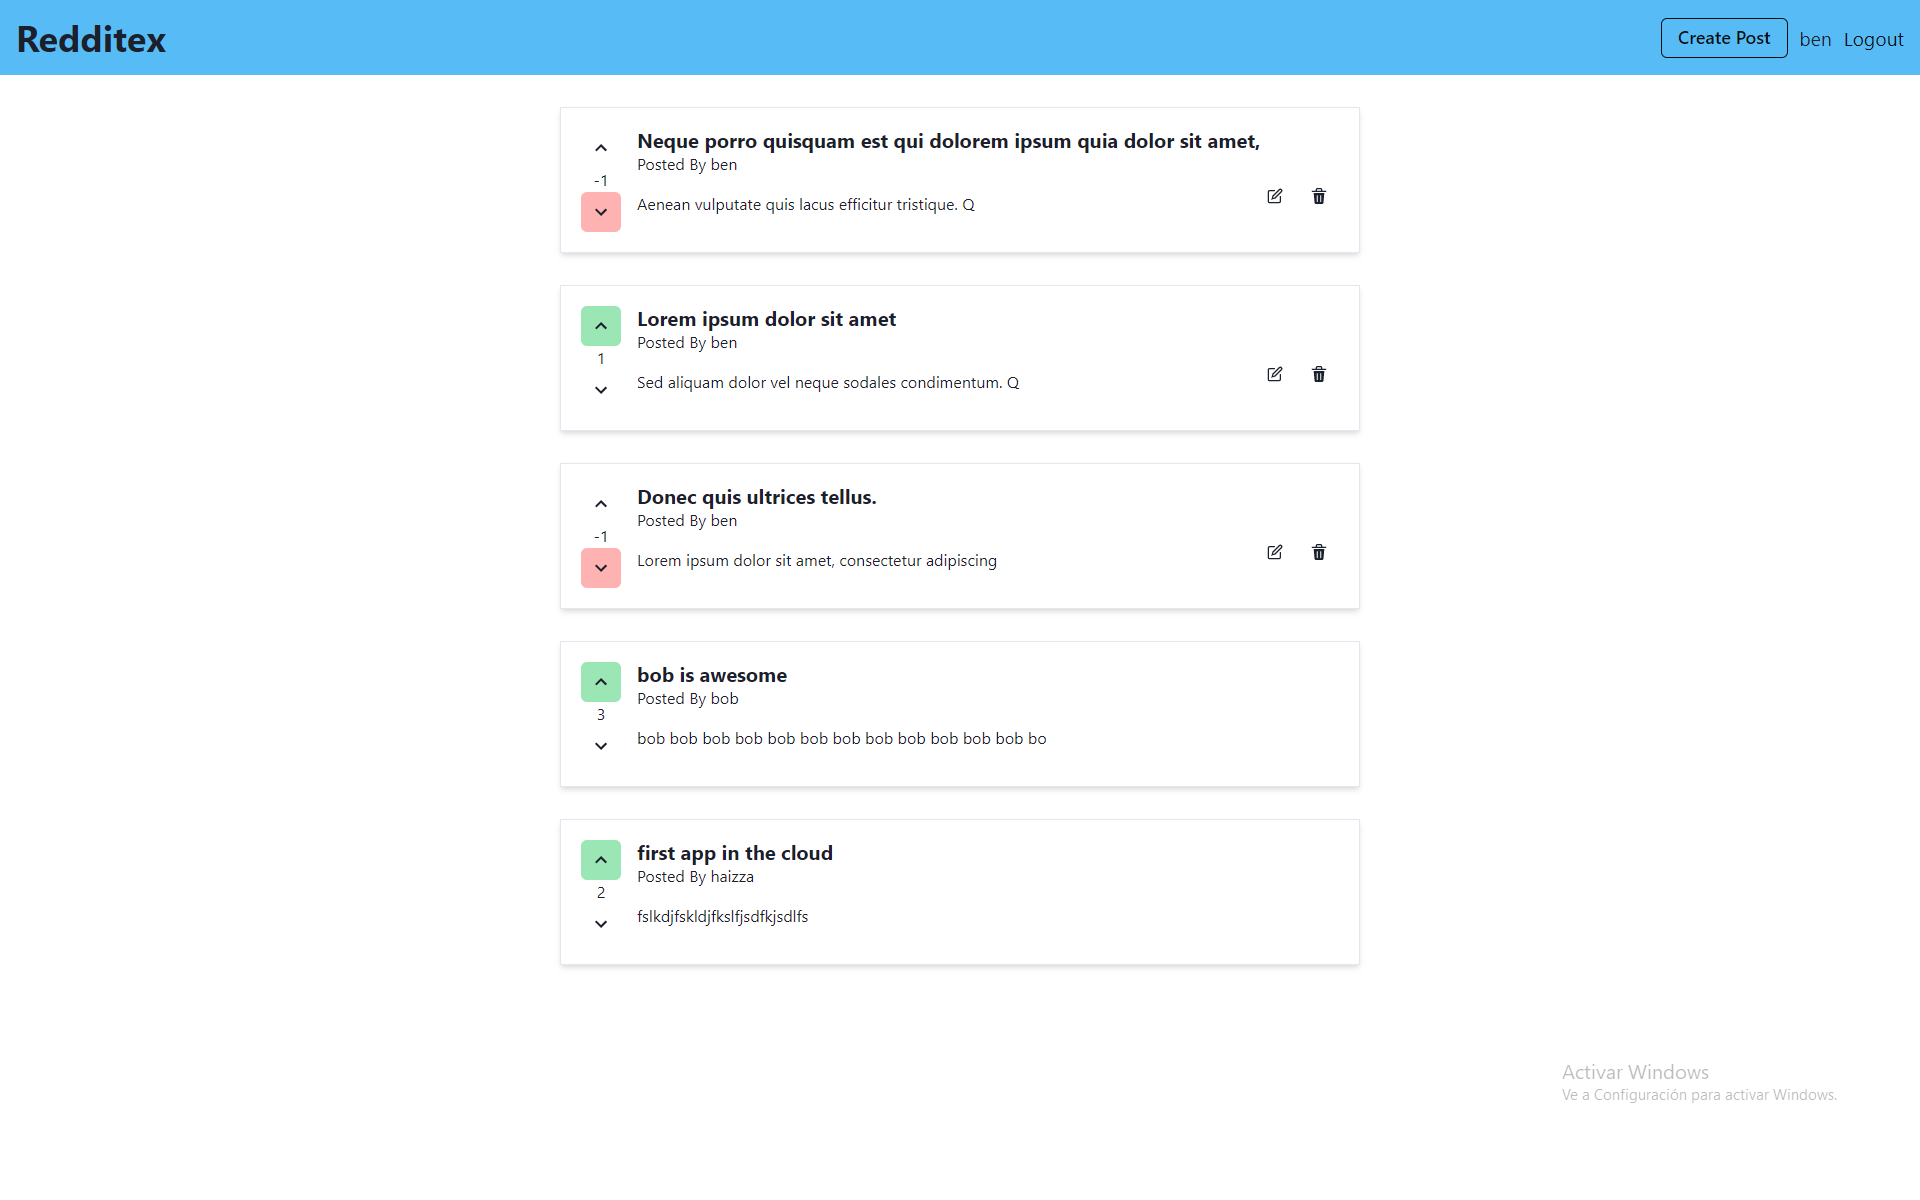 Redditex
Create Post ben Logout
Neque porro quisquam est qui dolorem ipsum quia dolor sit amet,
Posted By ben
-1
Aenean vulputate quis lacus efficitur tristique. Q
Lorem ipsum dolor sit amet
Posted By ben
1
Sed aliquam dolor vel neque sodales condimentum. Q
Donec quis ultrices tellus.
Posted By ben
-1
Lorem ipsum dolor sit amet, consectetur adipiscing
bob is awesome
Posted By bob
3
bob bob bob bob bob bob bob bob bob bob bob bob bo
first app in the cloud
Posted By haizza
2
fslkdjfskldjfkslfjsdfkjsdlfs
Activar Windows
Ve a Configuración para activar Windows.